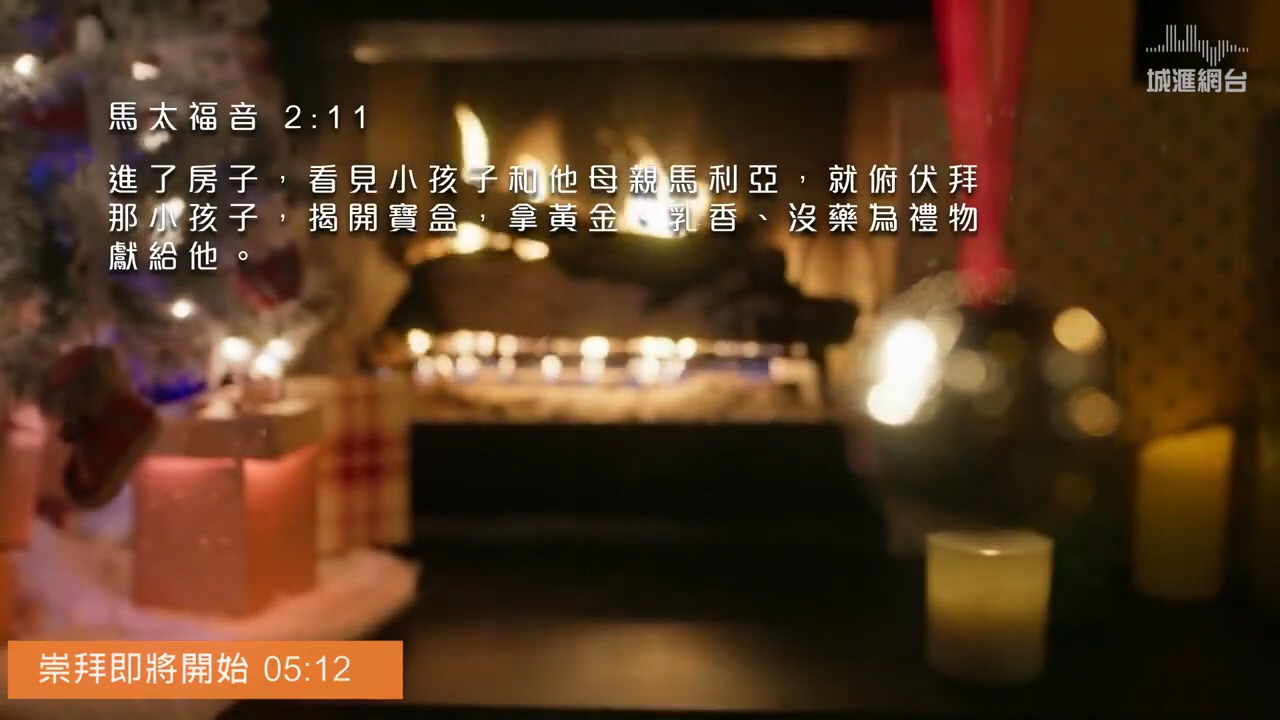 城滙網台
馬太福音 2:11
進了房子，看見小孩子和他母親馬利亞，就俯伏拜
那小孩子，揭開寶盒，拿黃金、乳香、沒藥為禮物
獻給他。
崇拜即將開始 05:12